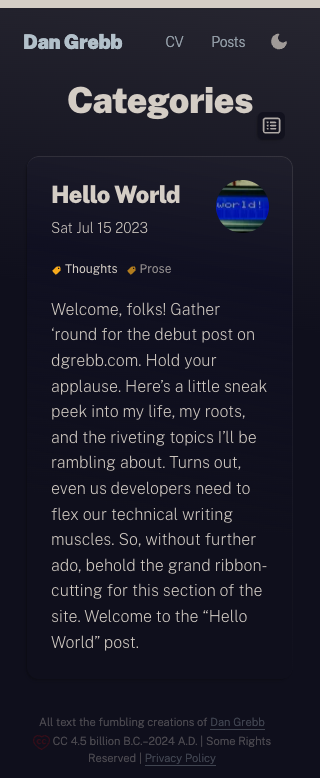 Dan Grebb CV Posts
Categories
Hello World
world!
Sat Jul 15 2023
Thoughts Prose
Welcome, folks! Gather
‘round for the debut post on
dgrebb.com. Hold your
applause. Here’s a little sneak
peek into my life, my roots,
and the riveting topics I’ll be
rambling about. Turns out,
even us developers need to
flex our technical writing
muscles. So, without further
ado, behold the grand ribbon-
cutting for this section of the
site. Welcome to the “Hello
World” post.
All text the fumbling creations of Dan Grebb
CC 4.5 billion B.C.–2024 A.D. | Some Rights
Reserved | Privacy Policy